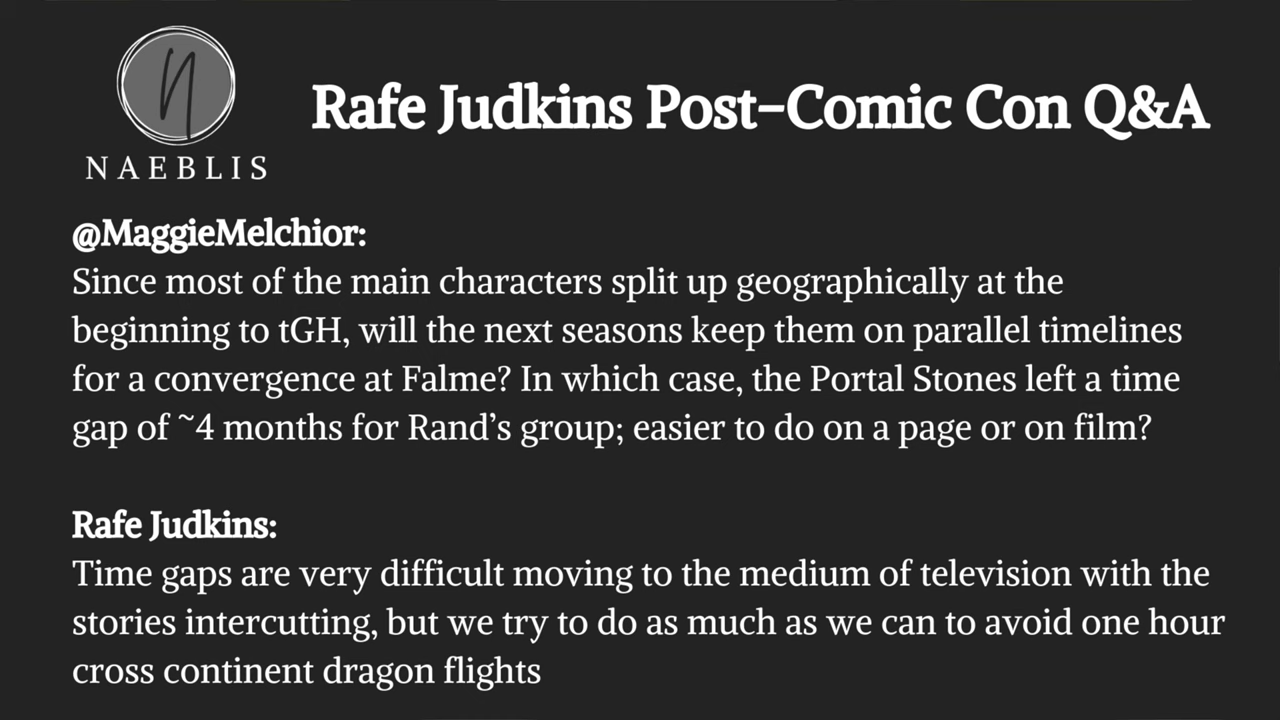 n
NAEBLIS
Rafe Judkins Post-Comic Con Q&A
@MaggieMelchior:
Since most of the main characters split up geographically at the
beginning to tGH, will the next seasons keep them on parallel timelines
for a convergence at Falme? In which case, the Portal Stones left a time
gap of ~4 months for Rand’s group; easier to do on a page or on film?
Rafe Judkins:
Time gaps are very difficult moving to the medium of television with the
stories intercutting, but we try to do as much as we can to avoid one hour
cross continent dragon flights